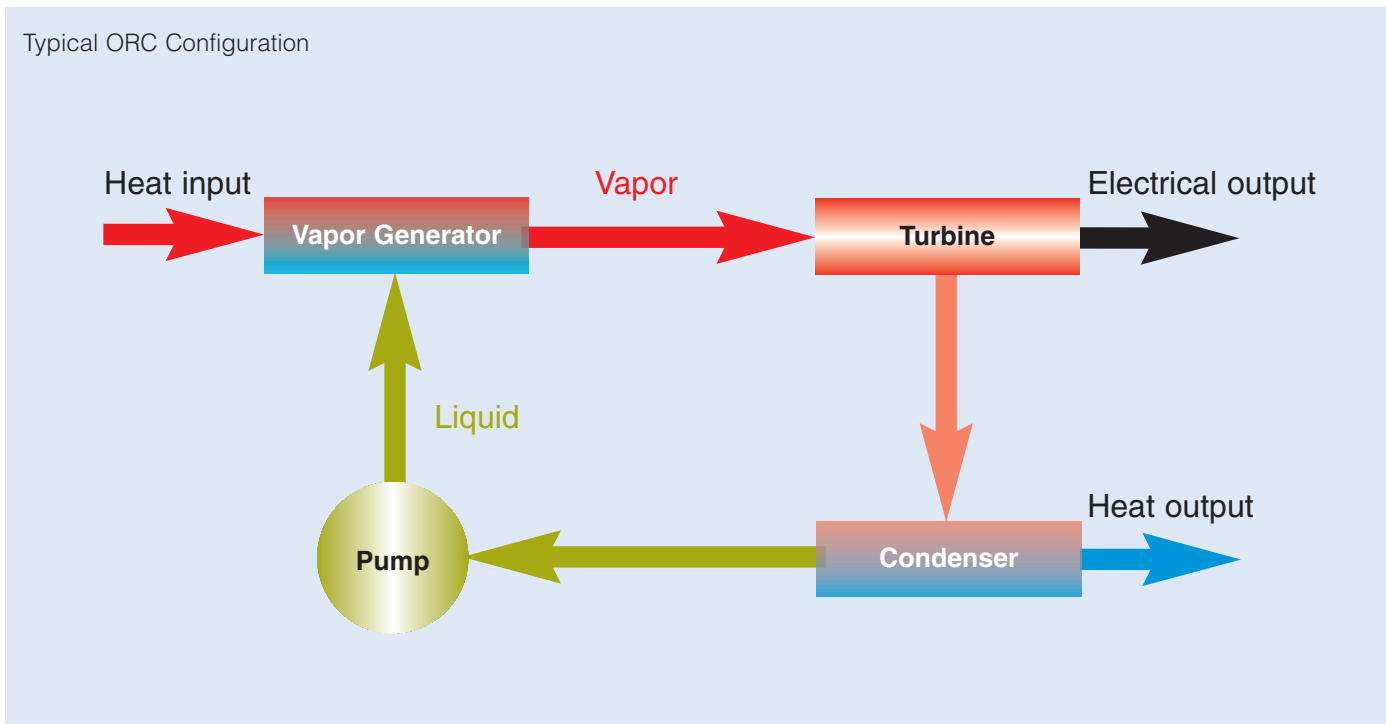 Typical ORC Configuration
Heat input
Vapor
Electrical output
Vapor Generator
Turbine
Liquid
Heat output
Pump
Condenser